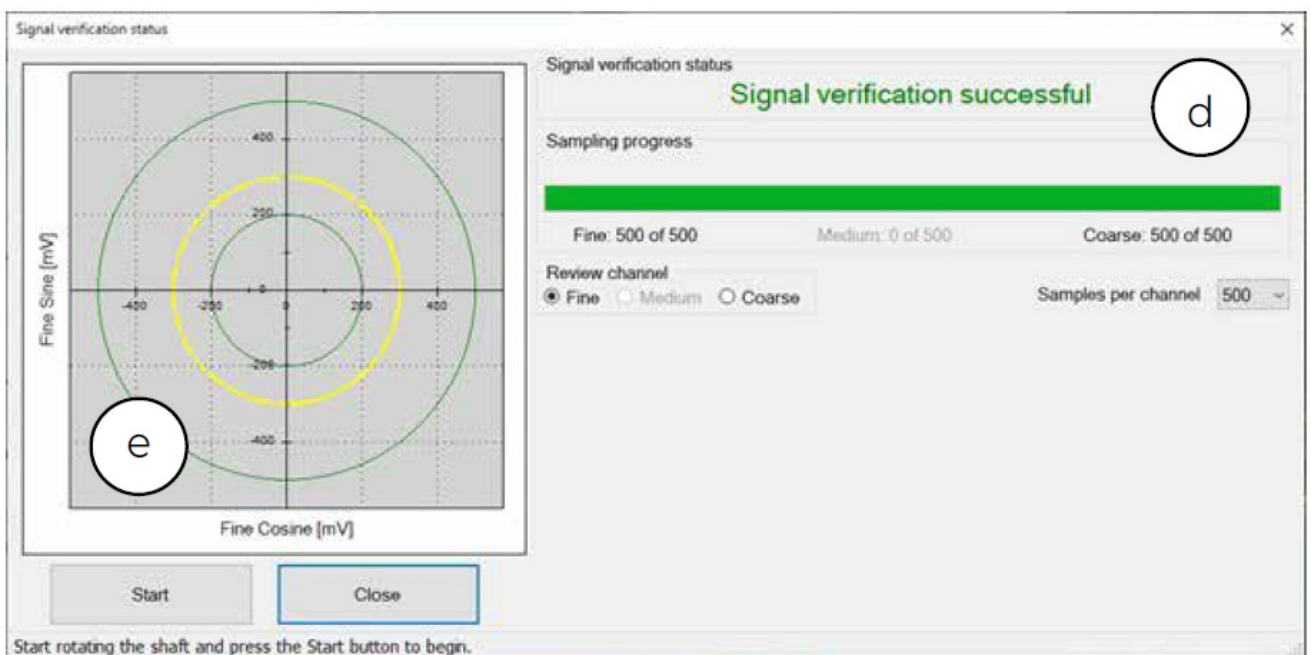 Signal verification status
Signal verification status
Signal verification successful
d
Sampling progress
Fine: 500 of 500 Medium: 0 of 500 Coarse: 500 of 500
Review channel
Fine Medium Coarse
Samples per channel 500
Fine Sine [mV]
400
200
0
-400 -200 0 200 400
-200
-400
e
Fine Cosine [mV]
Start Close
Start rotating the shaft and press the Start button to begin.